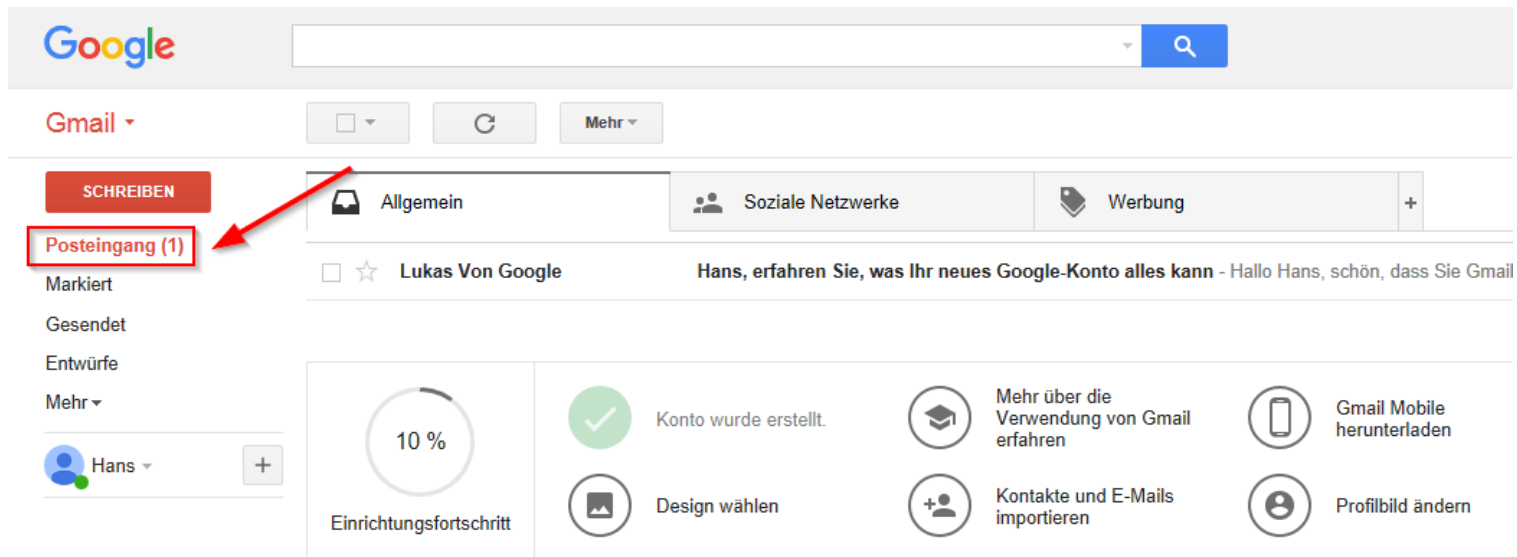 Google
Gmail
Mehr
SCHREIBEN
Allgemein
Soziale Netzwerke
Werbung
+
Posteingang (1)
Lukas Von Google Hans, erfahren Sie, was Ihr neues Google-Konto alles kann - Hallo Hans, schön, dass Sie Gmail
Markiert
Gesendet
Entwürfe
Mehr
Hans
+
10 %
Einrichtungsfortschritt
Konto wurde erstellt.
Mehr über die
Verwendung von Gmail
erfahren
Gmail Mobile
herunterladen
Design wählen
Kontakte und E-Mails
importieren
Profilbild ändern